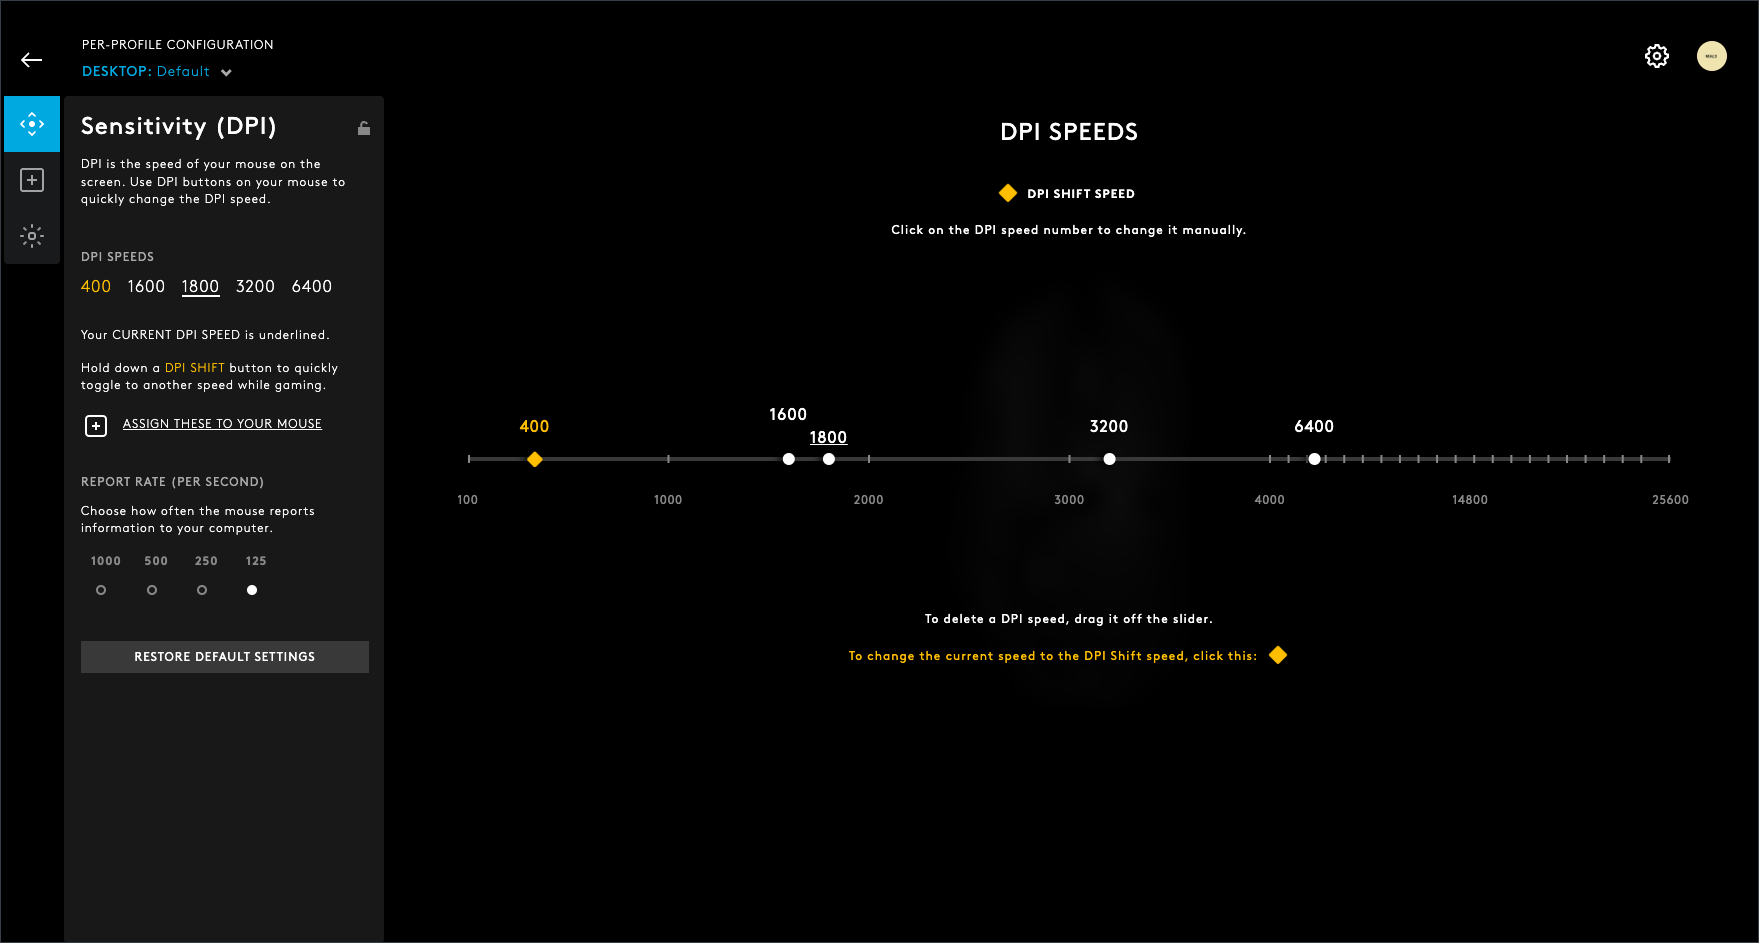 PER-PROFILE CONFIGURATION
DESKTOP: Default
Sensitivity (DPI)
DPI is the speed of your mouse on the
screen. Use DPI buttons on your mouse to
quickly change the DPI speed.
DPI SPEEDS
400 1600 1800 3200 6400
Your CURRENT DPI SPEED is underlined.
Hold down a DPI SHIFT button to quickly
toggle to another speed while gaming.
ASSIGN THESE TO YOUR MOUSE
REPORT RATE (PER SECOND)
Choose how often the mouse reports
information to your computer.
1000 500 250 125
RESTORE DEFAULT SETTINGS
DPI SPEEDS
DPI SHIFT SPEED
Click on the DPI speed number to change it manually.
400 1600 1800 3200 6400
100 1000 2000 3000 4000 14800 25600
To delete a DPI speed, drag it off the slider.
To change the current speed to the DPI Shift speed, click this: